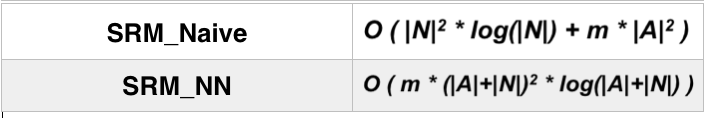 SRM_Naive O ( |N|² * log(|N|) + m * |A|² )
SRM_NN O ( m * (|A|+|N|)² * log(|A|+|N|) )